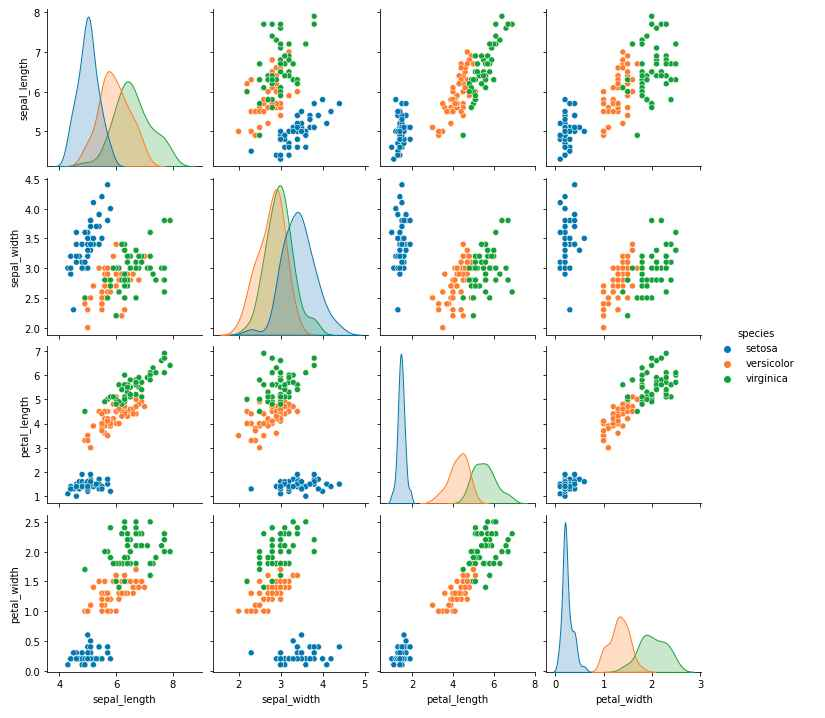 8
7
6
5
sepal_length
4.5
4.0
3.5
3.0
2.5
2.0
sepal_width
7
6
5
4
3
2
1
petal_length
2.5
2.0
1.5
1.0
0.5
0.0
petal_width
4 6 8
sepal_length
2 3 4 5
sepal_width
2 4 6 8
petal_length
0 1 2 3
petal_width
species
setosa
versicolor
virginica